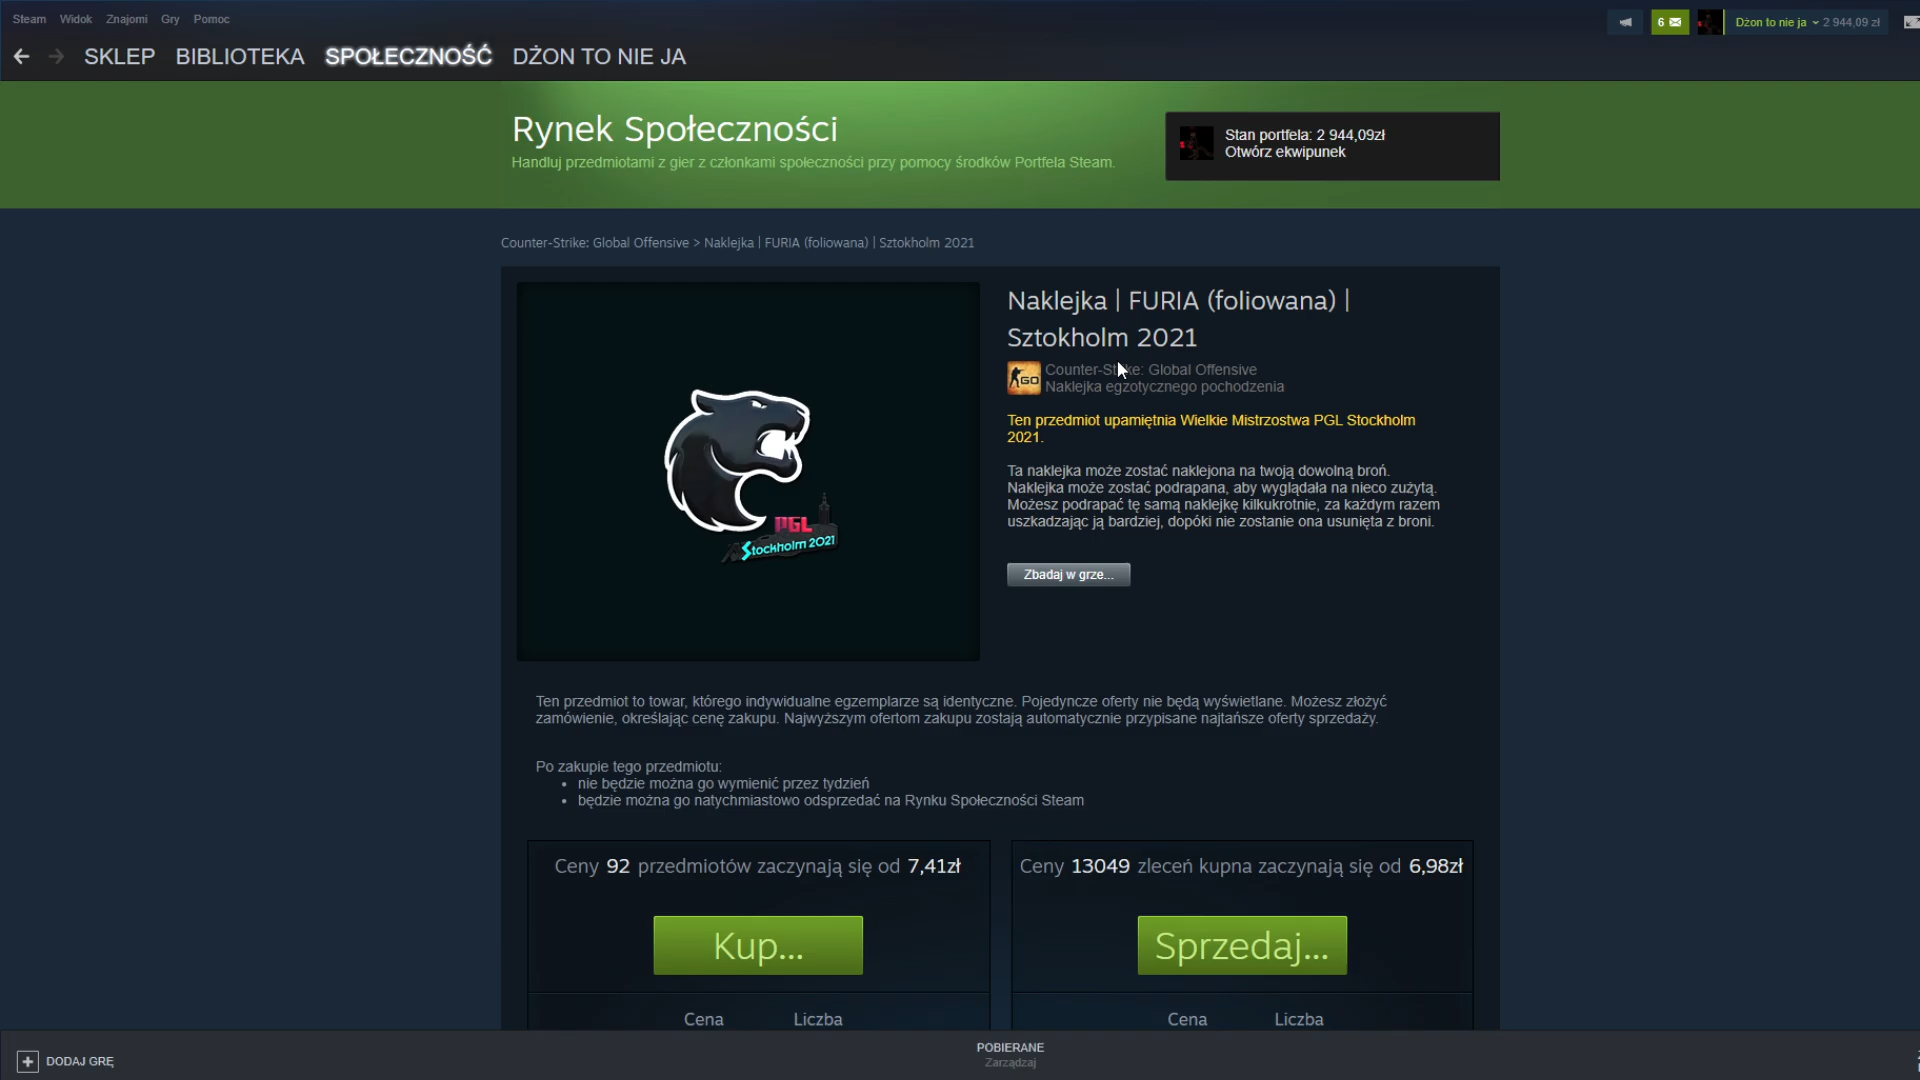 Steam Widok Znajomi Gry Pomoc
6 Dżon to nie ja 2 944,09 zł
SKLEP BIBLIOTEKA SPOŁECZNOŚĆ DŻON TO NIE JA
Rynek Społeczności
Handluj przedmiotami z gier z członkami społeczności przy pomocy środków Portfela Steam.
Stan portfela: 2 944,09zł
Otwórz ekwipunek
Counter-Strike: Global Offensive > Naklejka | FURIA (foliowana) | Sztokholm 2021
PGL
Stockholm 2021
Naklejka | FURIA (foliowana) |
Sztokholm 2021
GO
Counter-Strike: Global Offensive
Naklejka egzotycznego pochodzenia
Ten przedmiot upamiętnia Wielkie Mistrzostwa PGL Stockholm
2021.
Ta naklejka może zostać naklejona na twoją dowolną broń.
Naklejka może zostać podrapana, aby wyglądała na nieco zużytą.
Możesz podrapać tę samą naklejkę kilkukrotnie, za każdym razem
uszkadzając ją bardziej, dopóki nie zostanie ona usunięta z broni.
Zbadaj w grze...
Ten przedmiot to towar, którego indywidualne egzemplarze są identyczne. Pojedyncze oferty nie będą wyświetlane. Możesz złożyć
zamówienie, określając cenę zakupu. Najwyższym ofertom zakupu zostają automatycznie przypisane najtańsze oferty sprzedaży.
Po zakupie tego przedmiotu:
• nie będzie można go wymienić przez tydzień
• będzie można go natychmiastowo odsprzedać na Rynku Społeczności Steam
Ceny 92 przedmiotów zaczynają się od 7,41zł
Kup...
Cena Liczba
Ceny 13049 zleceń kupna zaczynają się od 6,98zł
Sprzedaj...
Cena Liczba
DODAJ GRĘ
POBIERANE
Zarządzaj